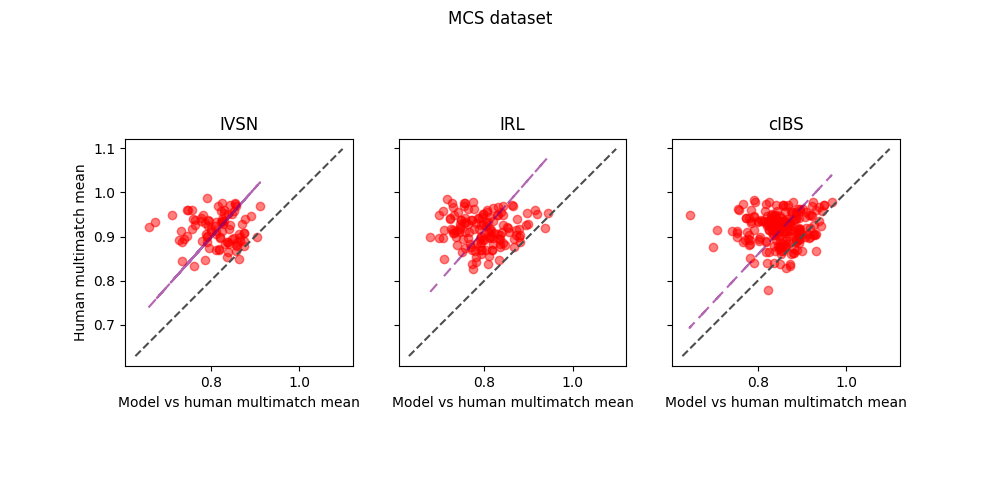 MCS dataset
IVSN
IRL
cIBS
1.1
1.0
0.9
0.8
0.7
Human multimatch mean
0.8 1.0
0.8 1.0
0.8 1.0
Model vs human multimatch mean
Model vs human multimatch mean
Model vs human multimatch mean